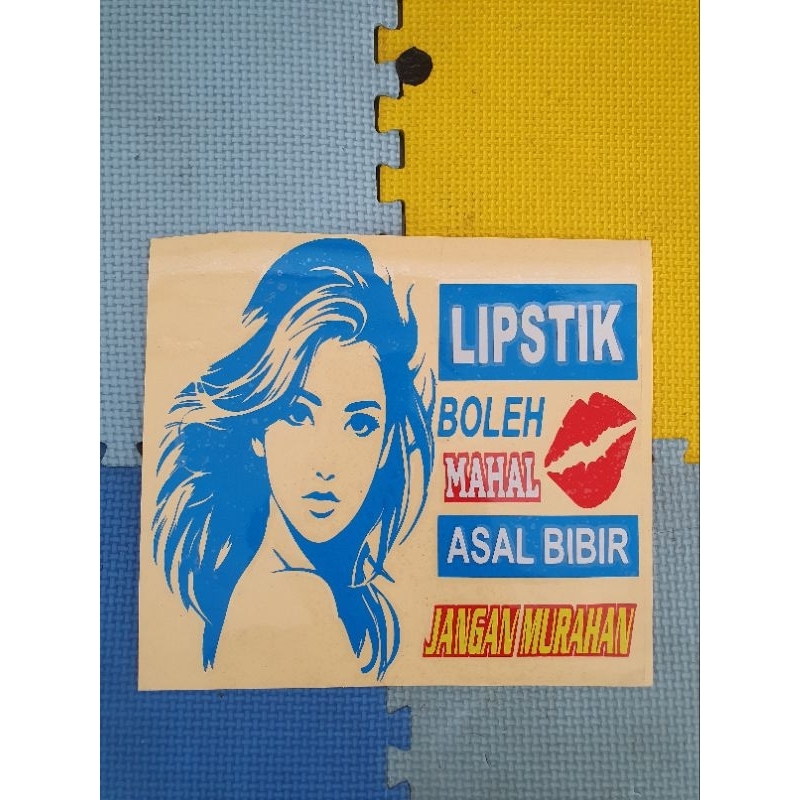 LIPSTIK
BOLEH
MAHAL
ASAL BIBIR
JANGAN MURAHAN